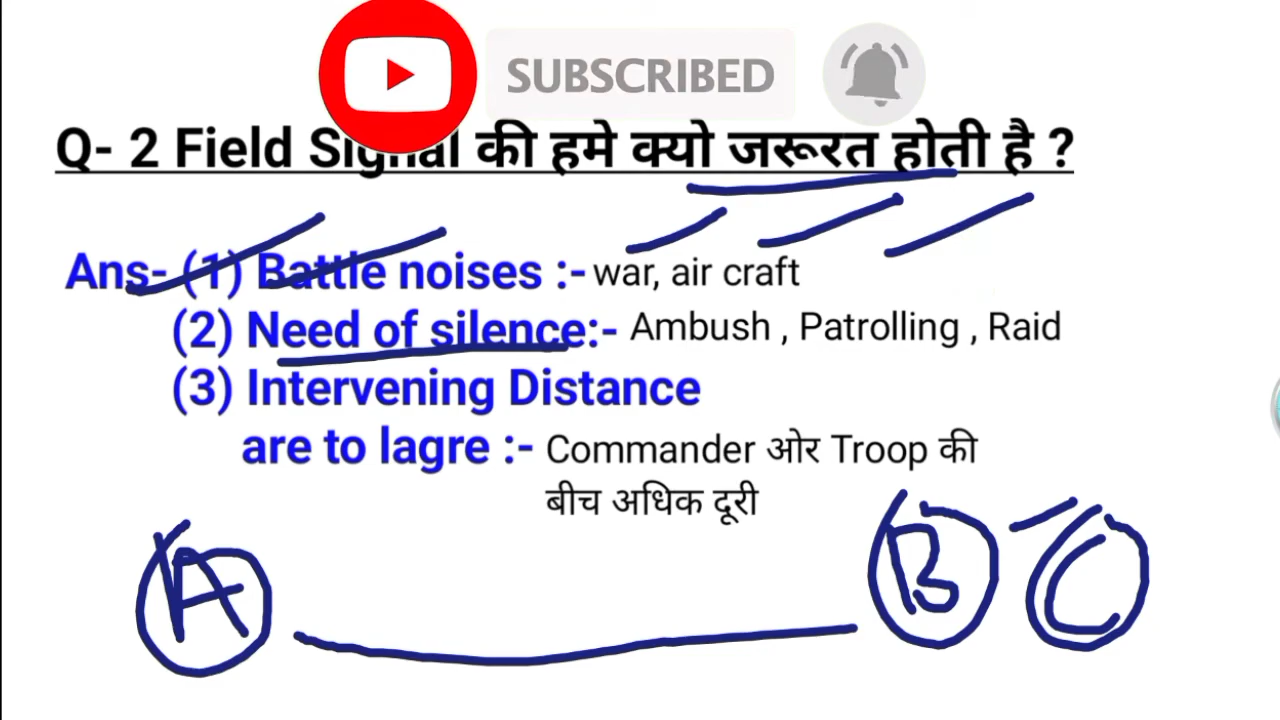 SUBSCRIBED
Q- 2 Field Signal की हमे क्यो जरूरत होती है ?
Ans- (1) Battle noises :- war, air craft
(2) Need of silence:- Ambush , Patrolling , Raid
(3) Intervening Distance
are to lagre :- Commander ओर Troop की
बीच अधिक दूरी
A B C